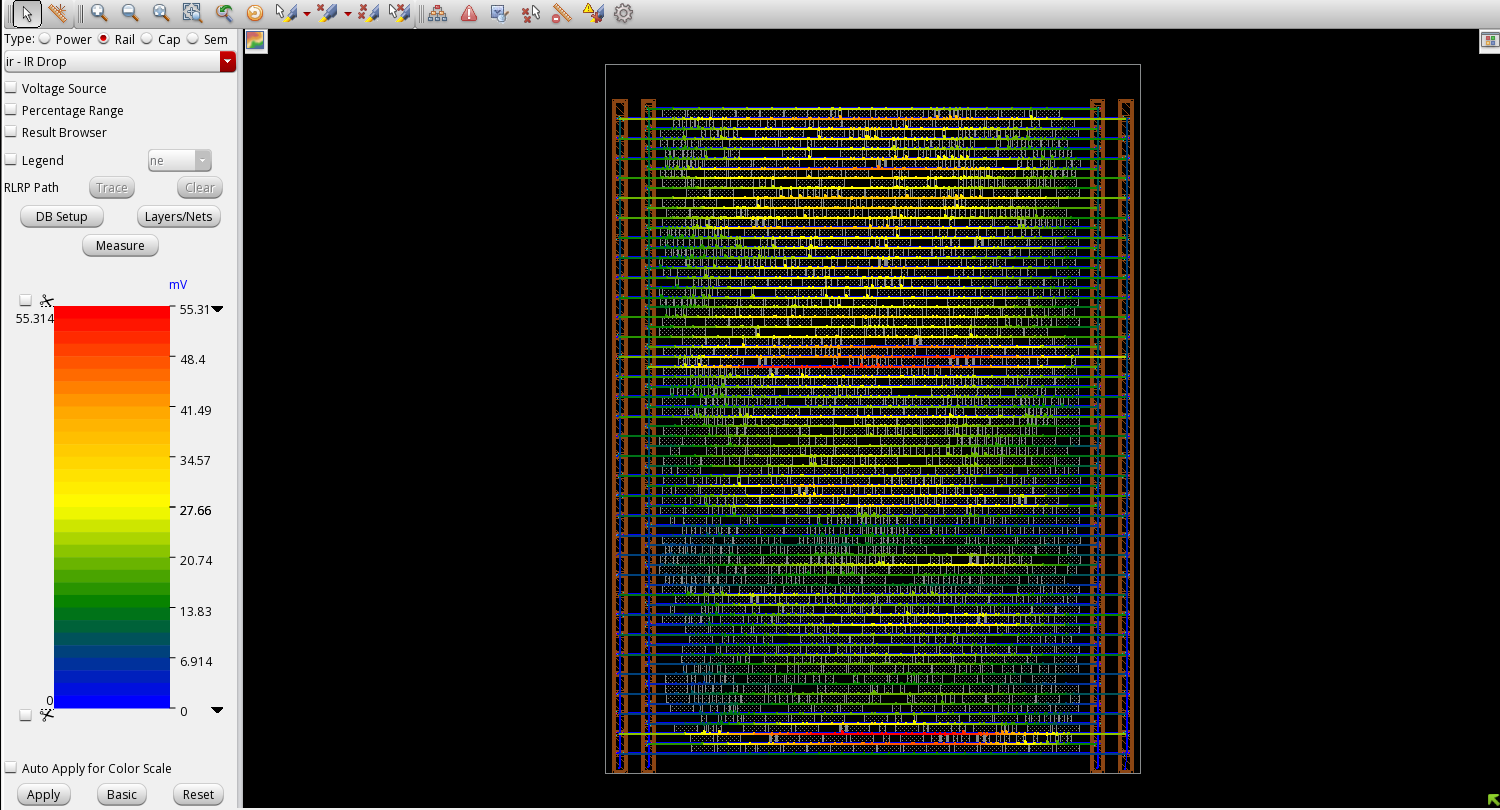 Type: Power Rail Cap Sem
ir - IR Drop
Voltage Source
Percentage Range
Result Browser
Legend ne
RLRP Path Trace Clear
DB Setup Layers/Nets
Measure
mV
55.314 55.31
48.4
41.49
34.57
27.66
20.74
13.83
6.914
0 0
Auto Apply for Color Scale
Apply Basic Reset